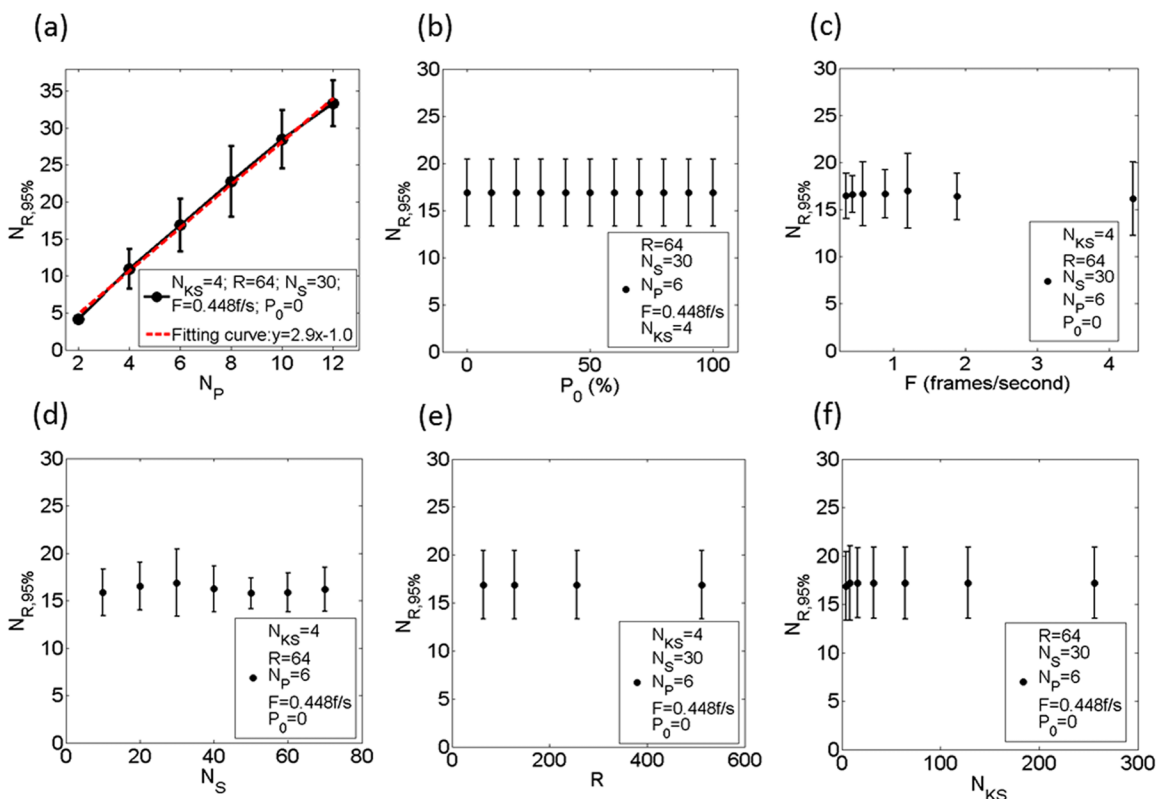 (a)
35
30
25
20
15
10
5
0
N_R,95%
2 4 6 8 10 12
N_P
N_KS=4; R=64; N_S=30;
F=0.448f/s; P_0=0
Fitting curve:y=2.9x-1.0
(b)
30
25
20
15
10
5
0
N_R,95%
0 50 100
P_0 (%)
R=64
N_S=30
N_P=6
F=0.448f/s
N_KS=4
(c)
30
25
20
15
10
5
0
N_R,95%
1 2 3 4
F (frames/second)
N_KS=4
R=64
N_S=30
N_P=6
P_0=0
(d)
30
25
20
15
10
5
0
N_R,95%
0 20 40 60 80
N_S
N_KS=4
R=64
N_P=6
F=0.448f/s
P_0=0
(e)
30
25
20
15
10
5
0
N_R,95%
0 200 400 600
R
N_KS=4
N_S=30
N_P=6
F=0.448f/s
P_0=0
(f)
30
25
20
15
10
5
0
N_R,95%
0 100 200 300
N_KS
R=64
N_S=30
N_P=6
F=0.448f/s
P_0=0